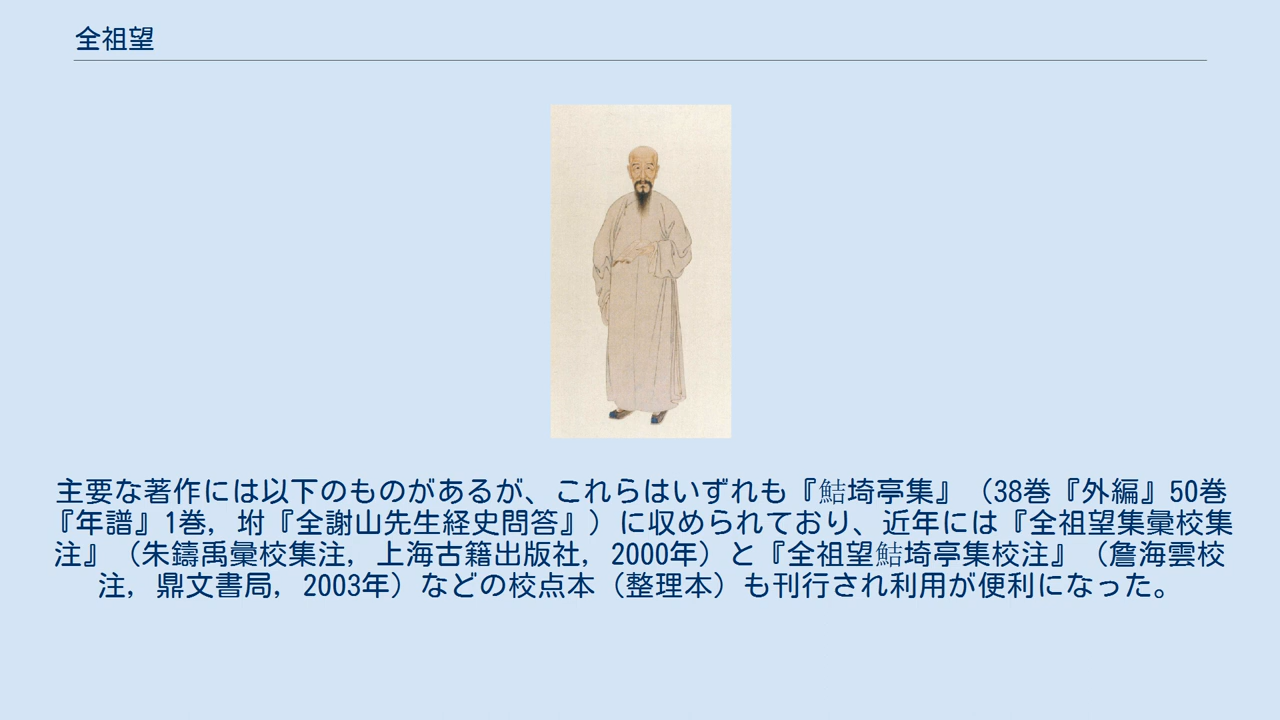 全祖望
主要な著作には以下のものがあるが、これらはいずれも『鮚埼亭集』（38巻『外編』50巻
『年譜』1巻，坿『全謝山先生経史問答』）に収められており、近年には『全祖望集彙校集
注』（朱鑄禹彙校集注，上海古籍出版社，2000年）と『全祖望鮚埼亭集校注』（詹海雲校
注，鼎文書局，2003年）などの校点本（整理本）も刊行され利用が便利になった。